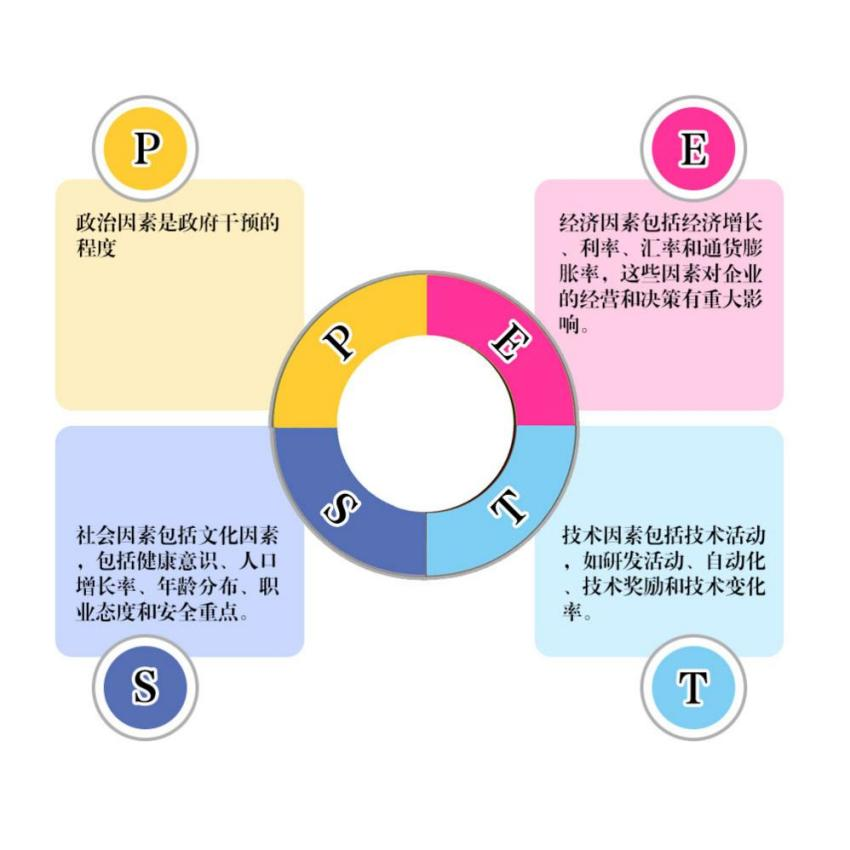 P
政治因素是政府干预的
程度
E
经济因素包括经济增长
、利率、汇率和通货膨
胀率，这些因素对企业
的经营和决策有重大影
响。
P
E
S
T
社会因素包括文化因素
，包括健康意识、人口
增长率、年龄分布、职
业态度和安全重点。
S
技术因素包括技术活动
，如研发活动、自动化
、技术奖励和技术变化
率。
T